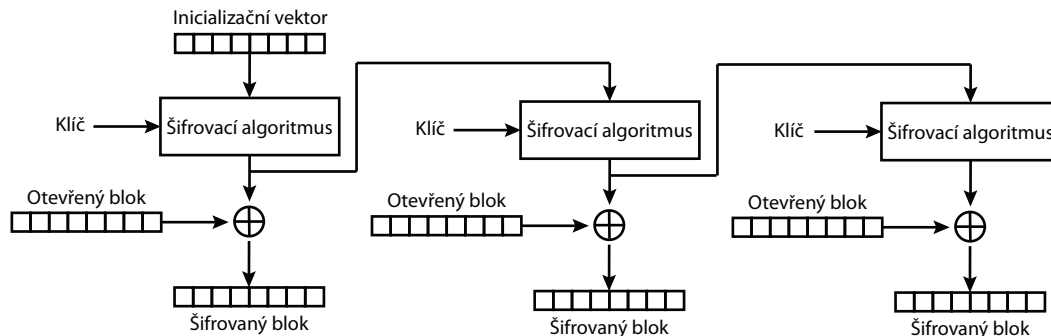 Inicializační vektor
Klíč
Šifrovací algoritmus
Klíč
Šifrovací algoritmus
Klíč
Šifrovací algoritmus
Otevřený blok
Otevřený blok
Otevřený blok
Šifrovaný blok
Šifrovaný blok
Šifrovaný blok